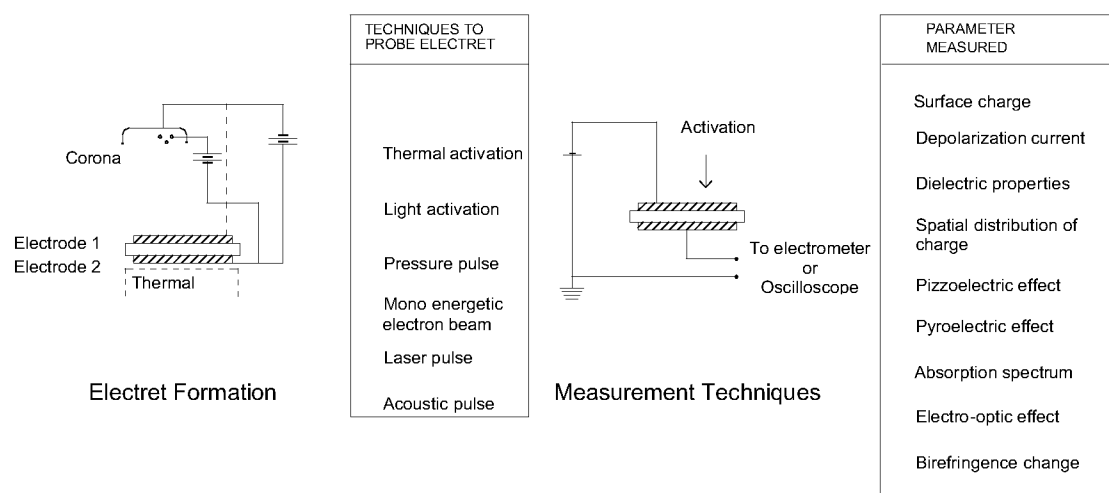 Corona
Electrode 1
Electrode 2
Thermal
Electret Formation
TECHNIQUES TO
PROBE ELECTRET
Thermal activation
Light activation
Pressure pulse
Mono energetic
electron beam
Laser pulse
Acoustic pulse
Activation
To electrometer
or
Oscilloscope
Measurement Techniques
PARAMETER
MEASURED
Surface charge
Depolarization current
Dielectric properties
Spatial distribution of
charge
Pizzoelectric effect
Pyroelectric effect
Absorption spectrum
Electro-optic effect
Birefringence change